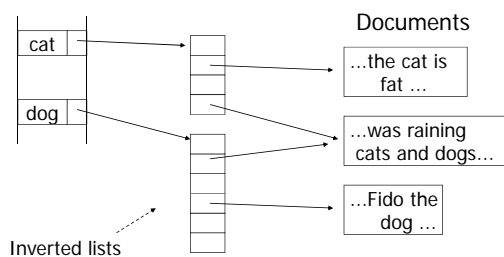 Documents
cat
…the cat is
fat …
dog
…was raining
cats and dogs…
…Fido the
dog …
Inverted lists